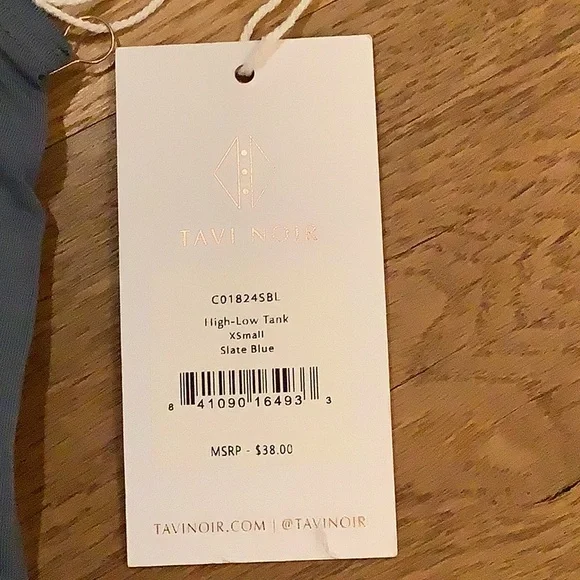 TAVI NOIR
C01824SBL
High-Low Tank
XSmall
Slate Blue
8 41090 16493 3
MSRP - $38.00
TAVINOIR.COM | @TAVINOIR